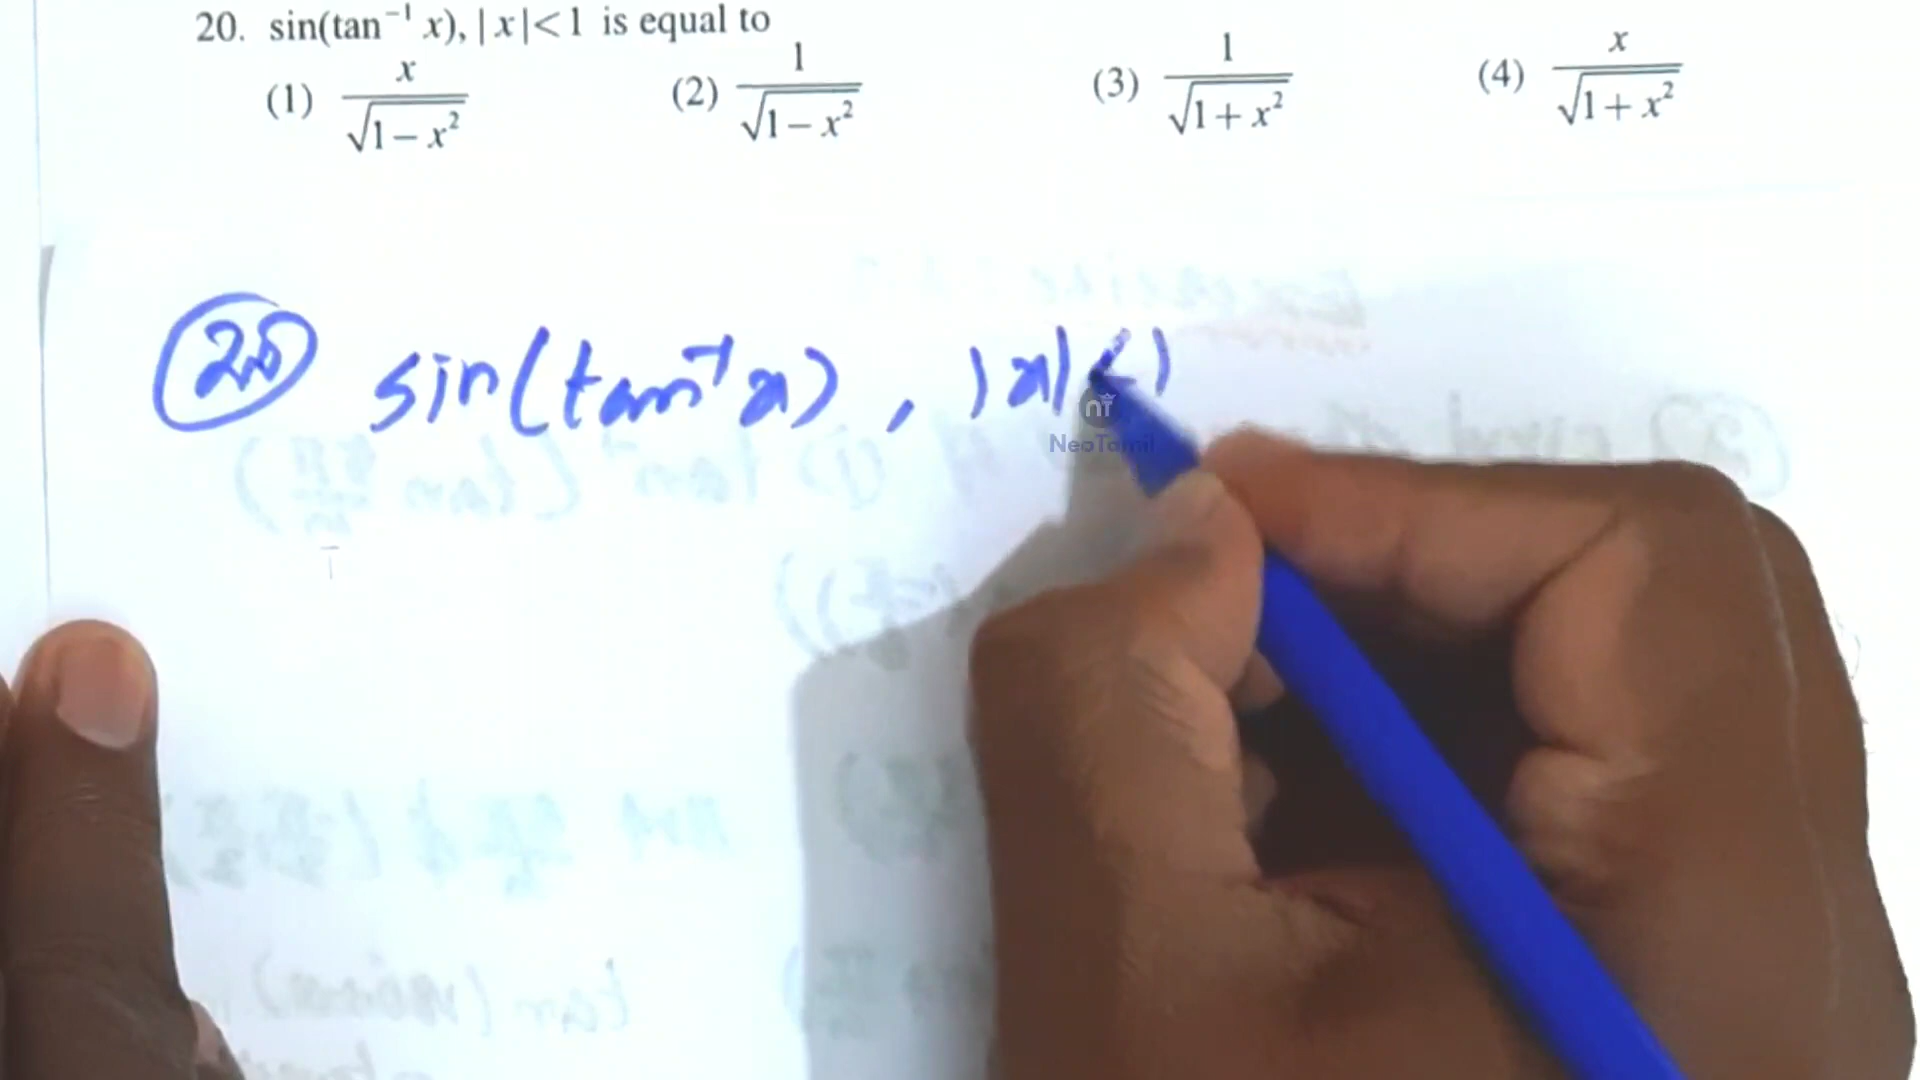 20. sin(tan⁻¹ x), |x|<1 is equal to
(1) x/√(1−x²) (2) 1/√(1−x²) (3) 1/√(1+x²) (4) x/√(1+x²)
20 sin(tan⁻¹x), |x|<1
NeoTamil